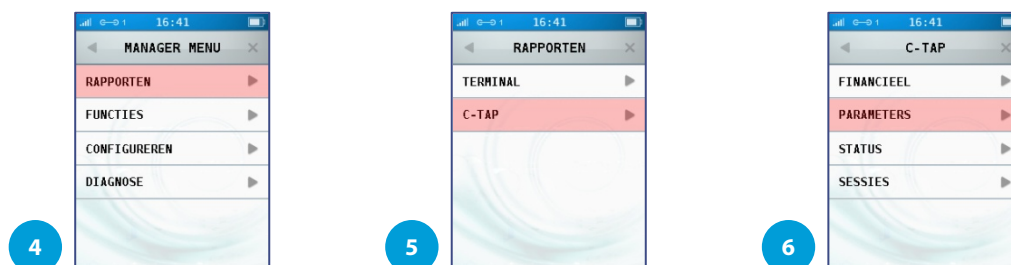 16:41
MANAGER MENU
RAPPORTEN
FUNCTIES
CONFIGUREREN
DIAGNOSE
4
16:41
RAPPORTEN
TERMINAL
C-TAP
5
16:41
C-TAP
FINANCIEEL
PARAMETERS
STATUS
SESSIES
6